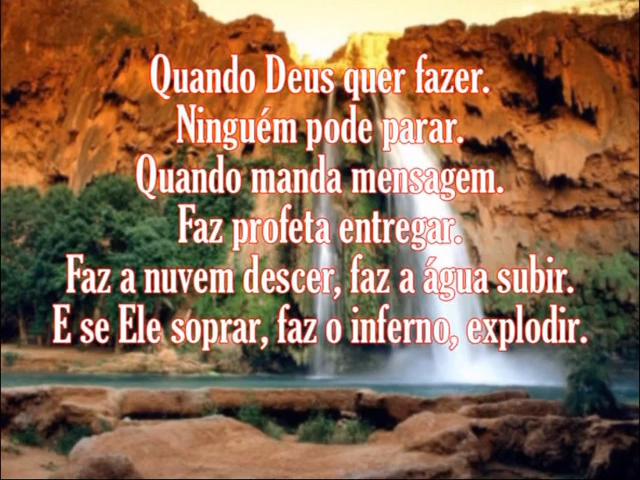 Quando Deus quer fazer.
Ninguém pode parar.
Quando manda mensagem.
Faz profeta entregar.
Faz a nuvem descer, faz a água subir.
E se Ele soprar, faz o inferno, explodir.